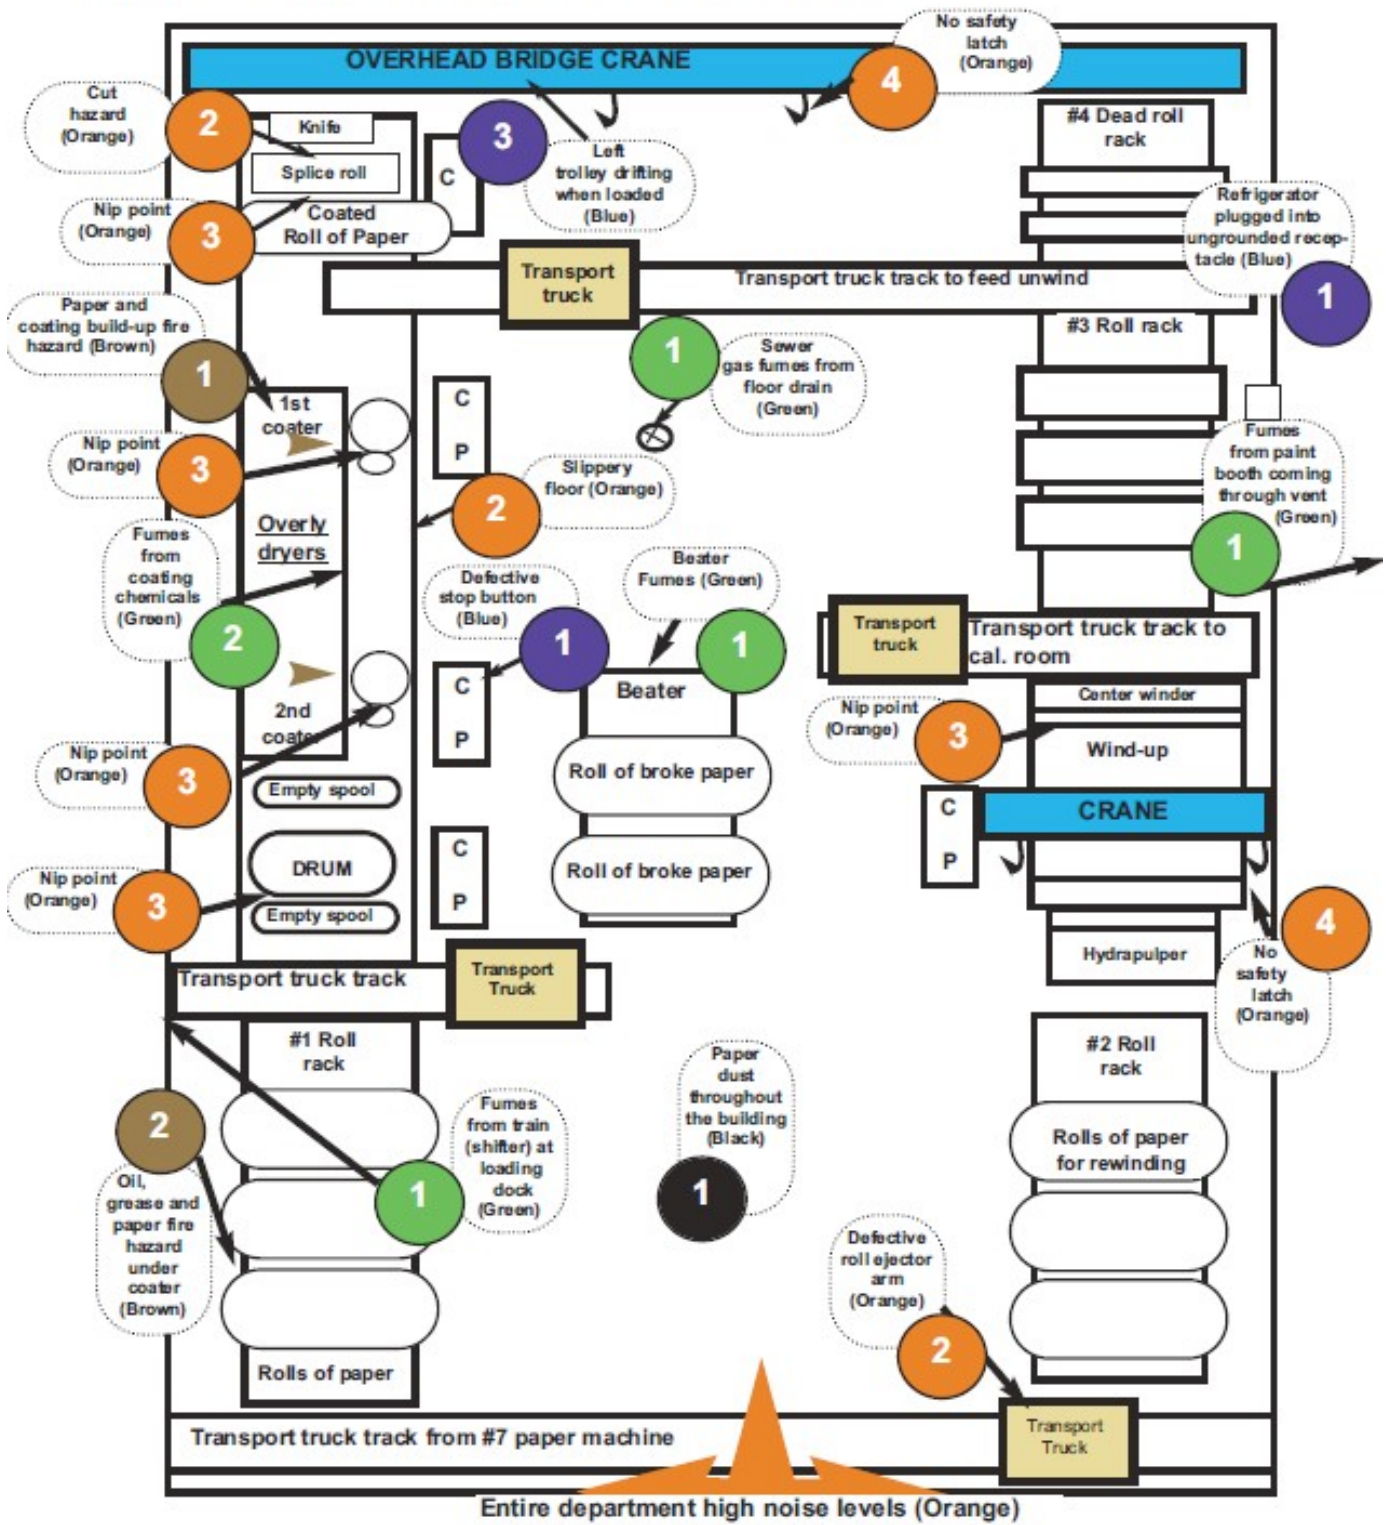 No safety
latch
(Orange)
OVERHEAD BRIDGE CRANE
4
Cut
hazard
(Orange)
2
Knife
Splice roll
C
3
Left
trolley drifting
when loaded
(Blue)
#4 Dead roll
rack
Nip point
(Orange)
3
Coated
Roll of Paper
Refrigerator
plugged into
ungrounded recep-
tacle (Blue)
1
Transport
truck
Transport truck track to feed unwind
Paper and
coating build-up fire
hazard (Brown)
1
1
Sewer
gas fumes from
floor drain
(Green)
#3 Roll rack
1st
coater
C
P
Nip point
(Orange)
3
Slippery
floor (Orange)
2
Fumes
from paint
booth coming
through vent
(Green)
1
Overly
dryers
Fumes
from
coating
chemicals
(Green)
2
Defective
stop button
(Blue)
1
Beater
Fumes (Green)
1
Transport
truck
Transport truck track to
cal. room
C
P
Beater
2nd
coater
Nip point
(Orange)
3
Center winder
Wind-up
Nip point
(Orange)
3
Roll of broke paper
Empty spool
C
P
CRANE
DRUM
C
P
Roll of broke paper
Nip point
(Orange)
3
Empty spool
4
No
safety
latch
(Orange)
Hydrapulper
Transport truck track
Transport
Truck
#1 Roll
rack
Paper
dust
throughout
the building
(Black)
1
#2 Roll
rack
2
Oil,
grease and
paper fire
hazard
under
coater
(Brown)
Fumes
from train
(shifter) at
loading
dock
(Green)
1
Rolls of paper
for rewinding
Defective
roll ejector
arm
(Orange)
2
Rolls of paper
Transport truck track from #7 paper machine
Transport
Truck
Entire department high noise levels (Orange)